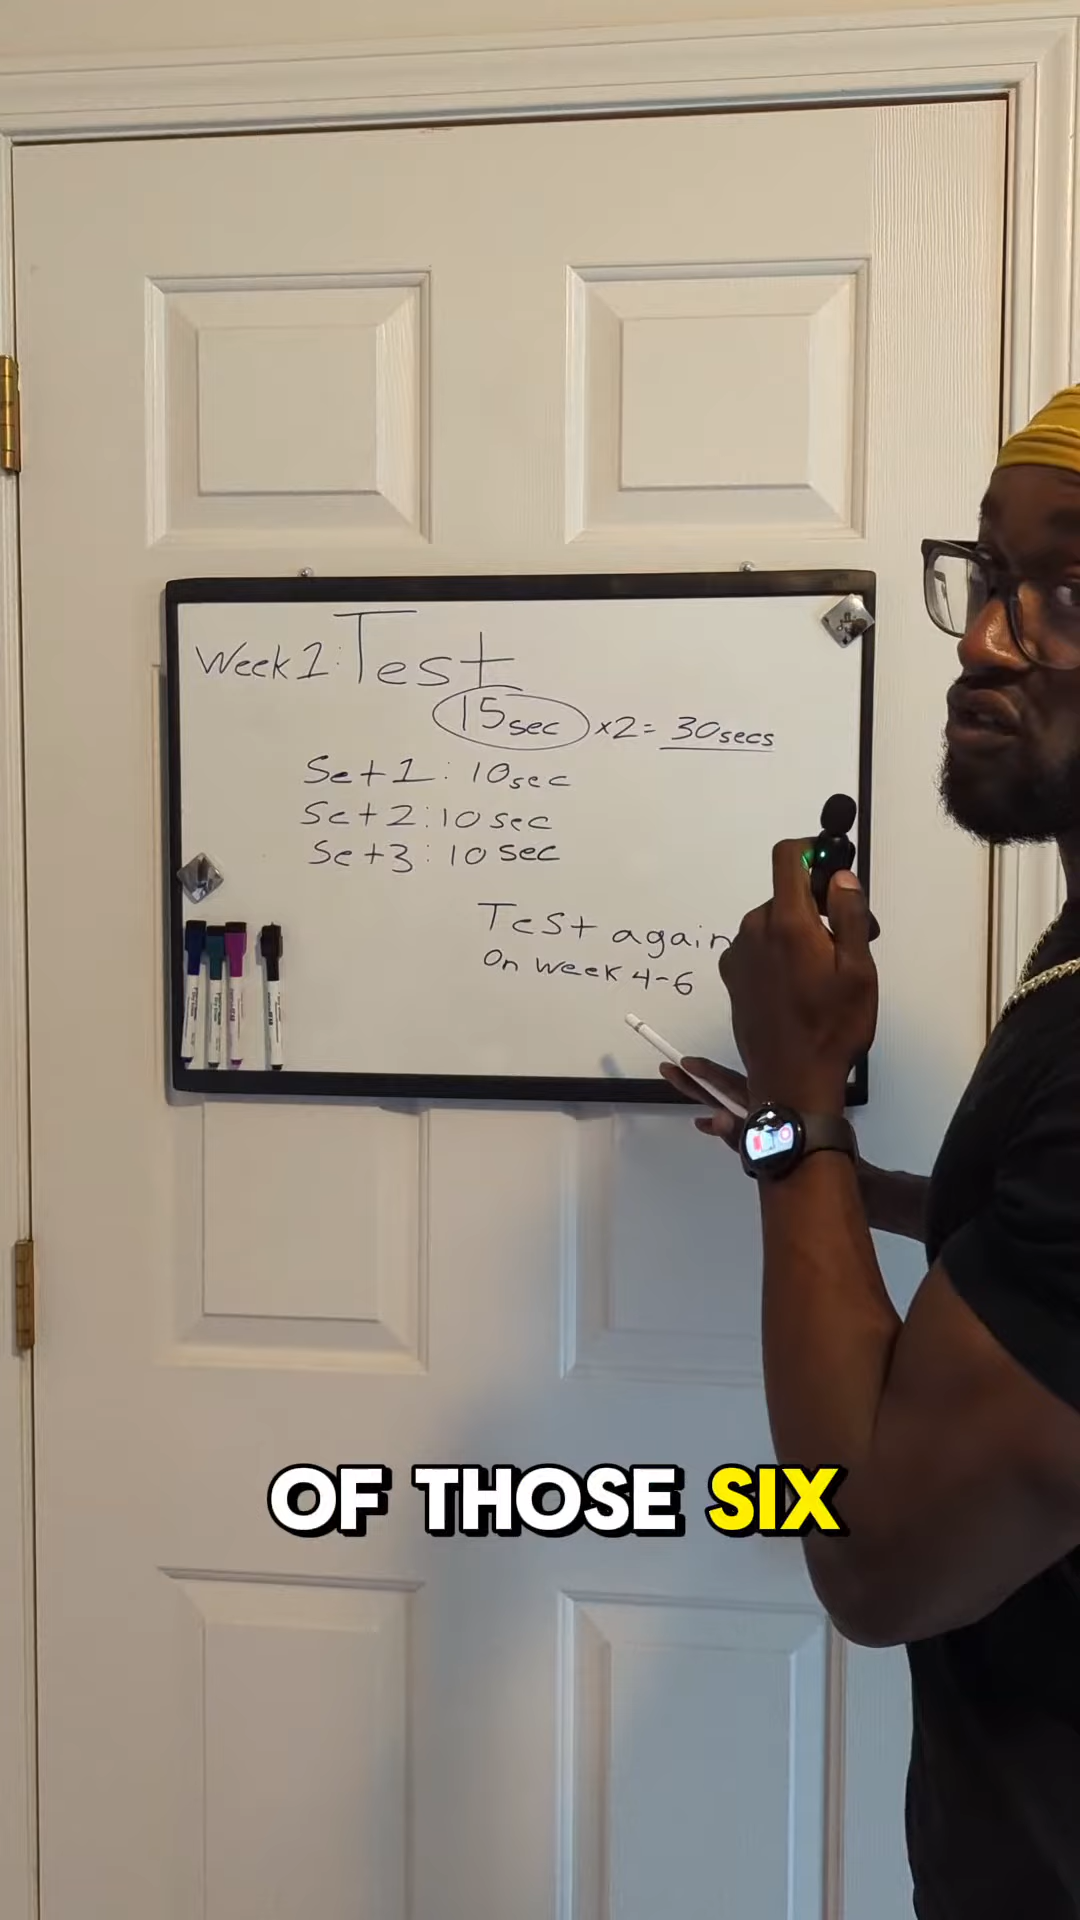 Week 1: Test
15sec x2= 30secs
Set 1: 10sec
Set 2: 10 sec
Set 3: 10 sec
Test again
On week 4-6
OF THOSE SIX